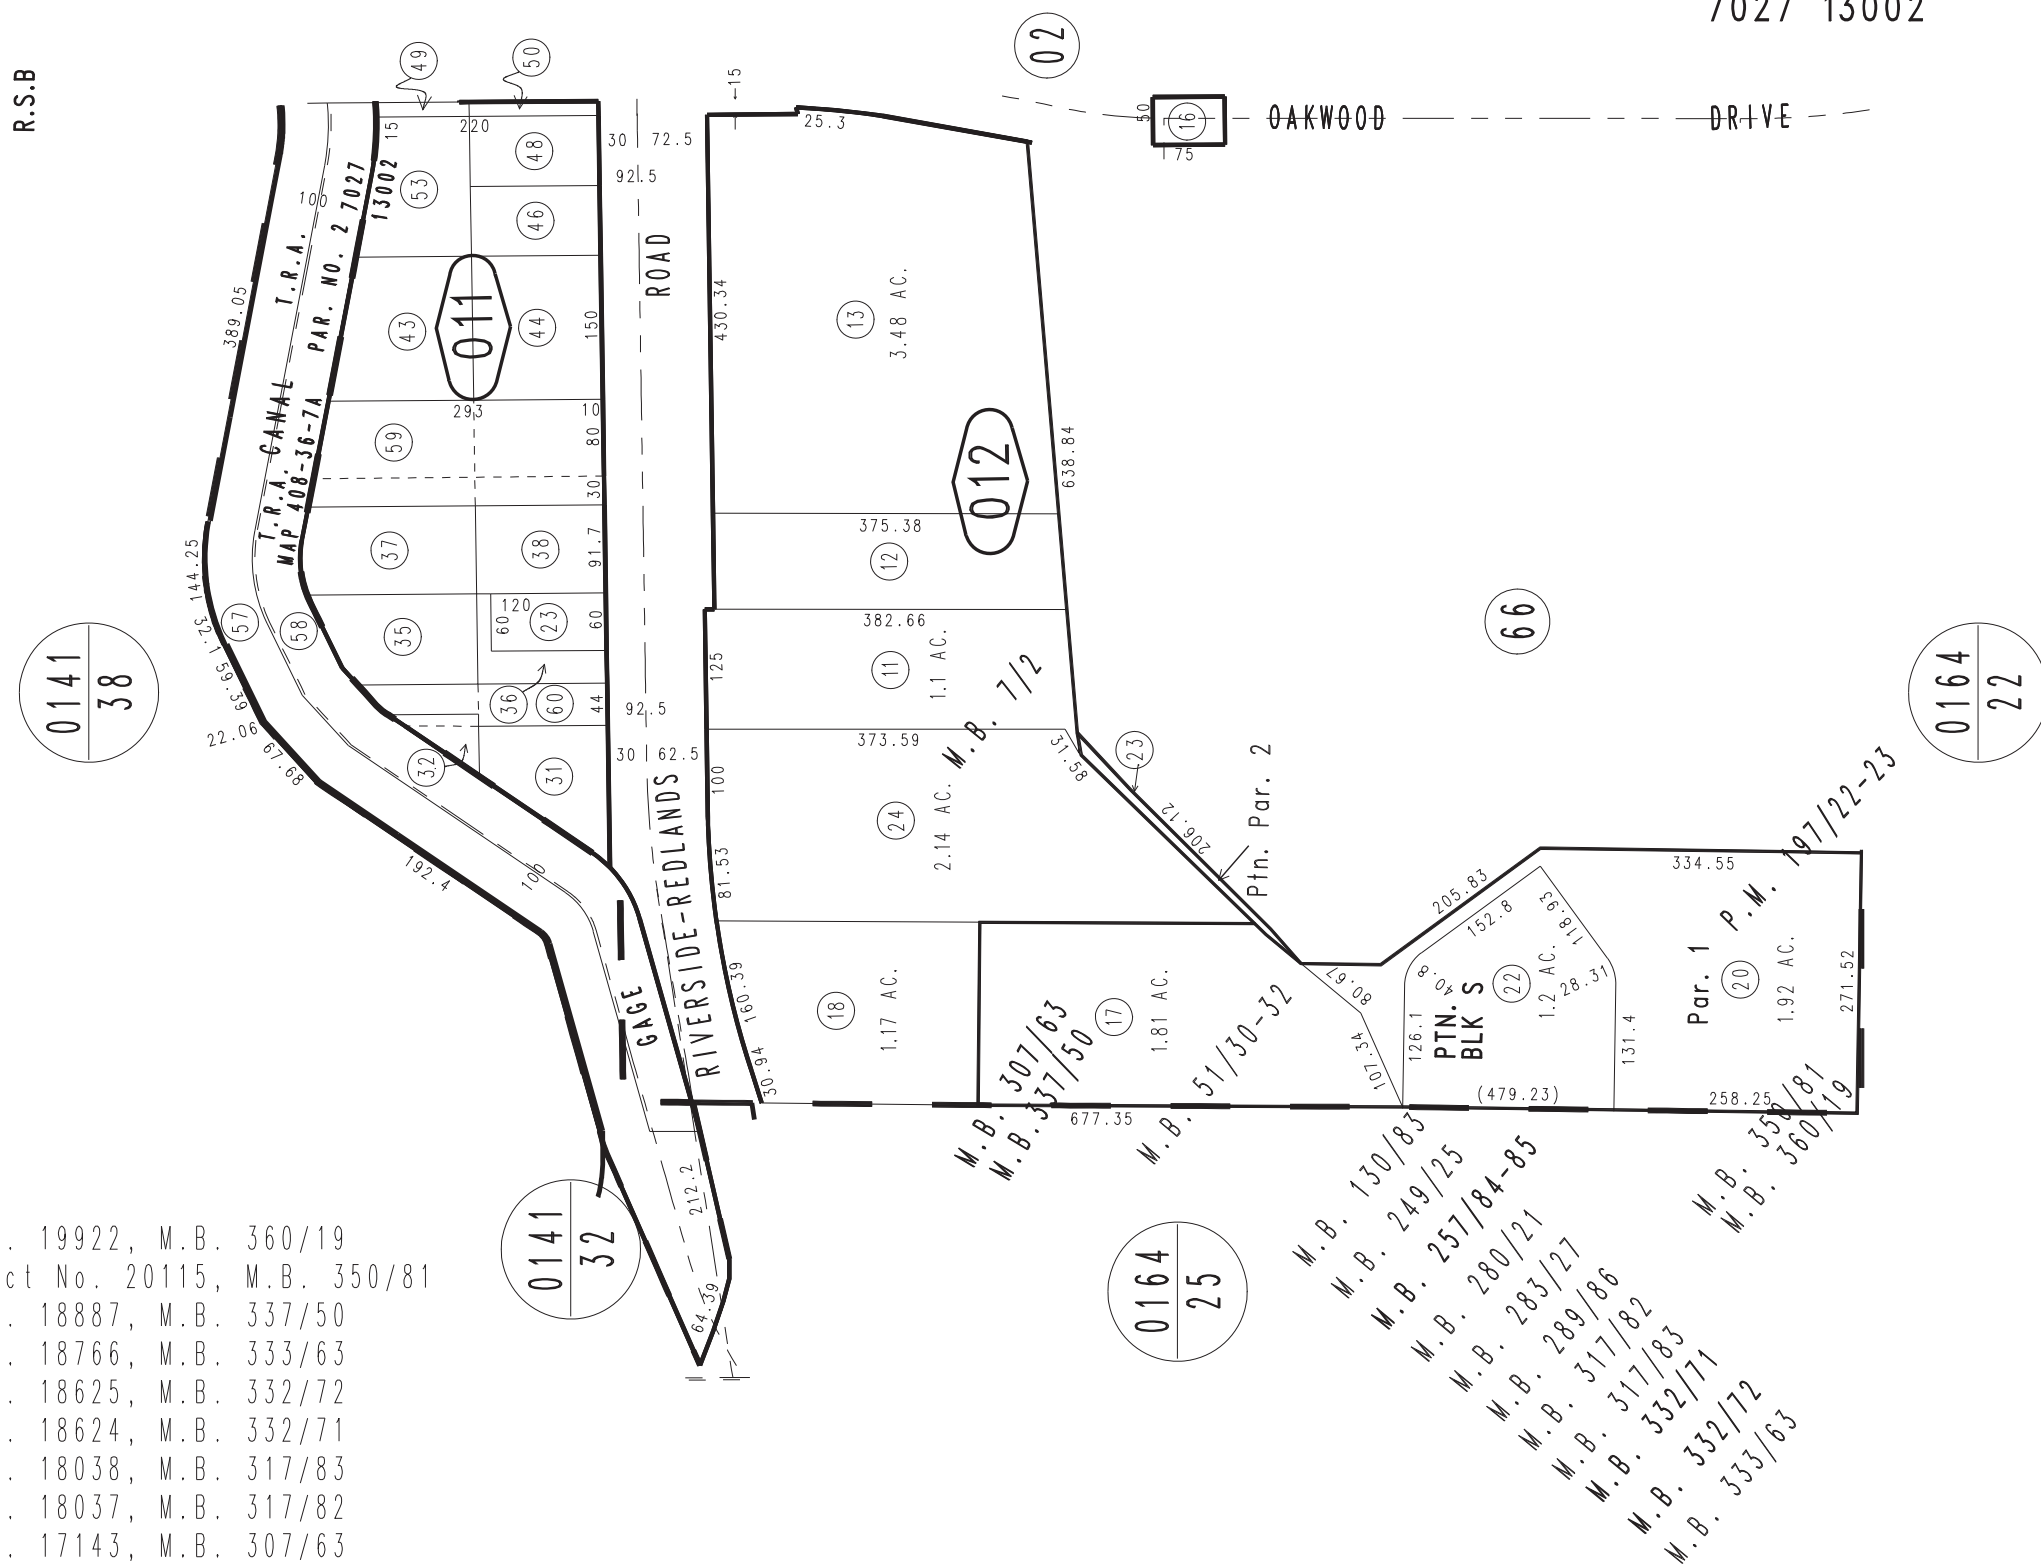 7027 13002
R.S.B
49
50
02
15
25.3
50
16
75
OAKWOOD DRIVE
15
220
30 72.5
92.5
48
53
46
100
389.05
T.R.A. CANAL T.R.A.
MAP 408-36-7A PAR. NO. 2 7027
13002
43
011
44
150
ROAD
430.34
13
3.48 AC.
293
10
59
80
30
012
638.84
375.38
12
37
38
91.7
144.25
32.1
59.39
22.06
67.68
57
58
35
120
60
23
60
382.66
11
1.1 AC.
125
66
0141
38
0164
22
36
60
44
92.5
M.B. 7/2
373.59
31.58
32
31
30 62.5
100
24
2.14 AC.
81.53
23
206.12
Ptn. Par. 2
192.4
100
GAGE
RIVERSIDE-REDLANDS
160.39
30.94
18
1.17 AC.
17
1.81 AC.
M.B. 307/63
M.B. 337/50
M.B. 51/30-32
80.67
107.34
205.83
152.8
118.93
334.55
P.M. 197/22-23
40.8
28.31
22
1.2 AC.
PTN.
BLK S
126.1
131.4
Par. 1
20
1.92 AC.
271.52
677.35
(479.23)
258.25
M.B. 350/81
M.B. 360/19
212.2
64.39
0141
32
0164
25
M.B. 130/83
M.B. 249/25
M.B. 257/84-85
M.B. 280/21
M.B. 283/27
M.B. 289/86
M.B. 317/82
M.B. 317/83
M.B. 332/71
M.B. 332/72
M.B. 333/63
. 19922, M.B. 360/19
ct No. 20115, M.B. 350/81
. 18887, M.B. 337/50
. 18766, M.B. 333/63
. 18625, M.B. 332/72
. 18624, M.B. 332/71
. 18038, M.B. 317/83
. 18037, M.B. 317/82
. 17143, M.B. 307/63